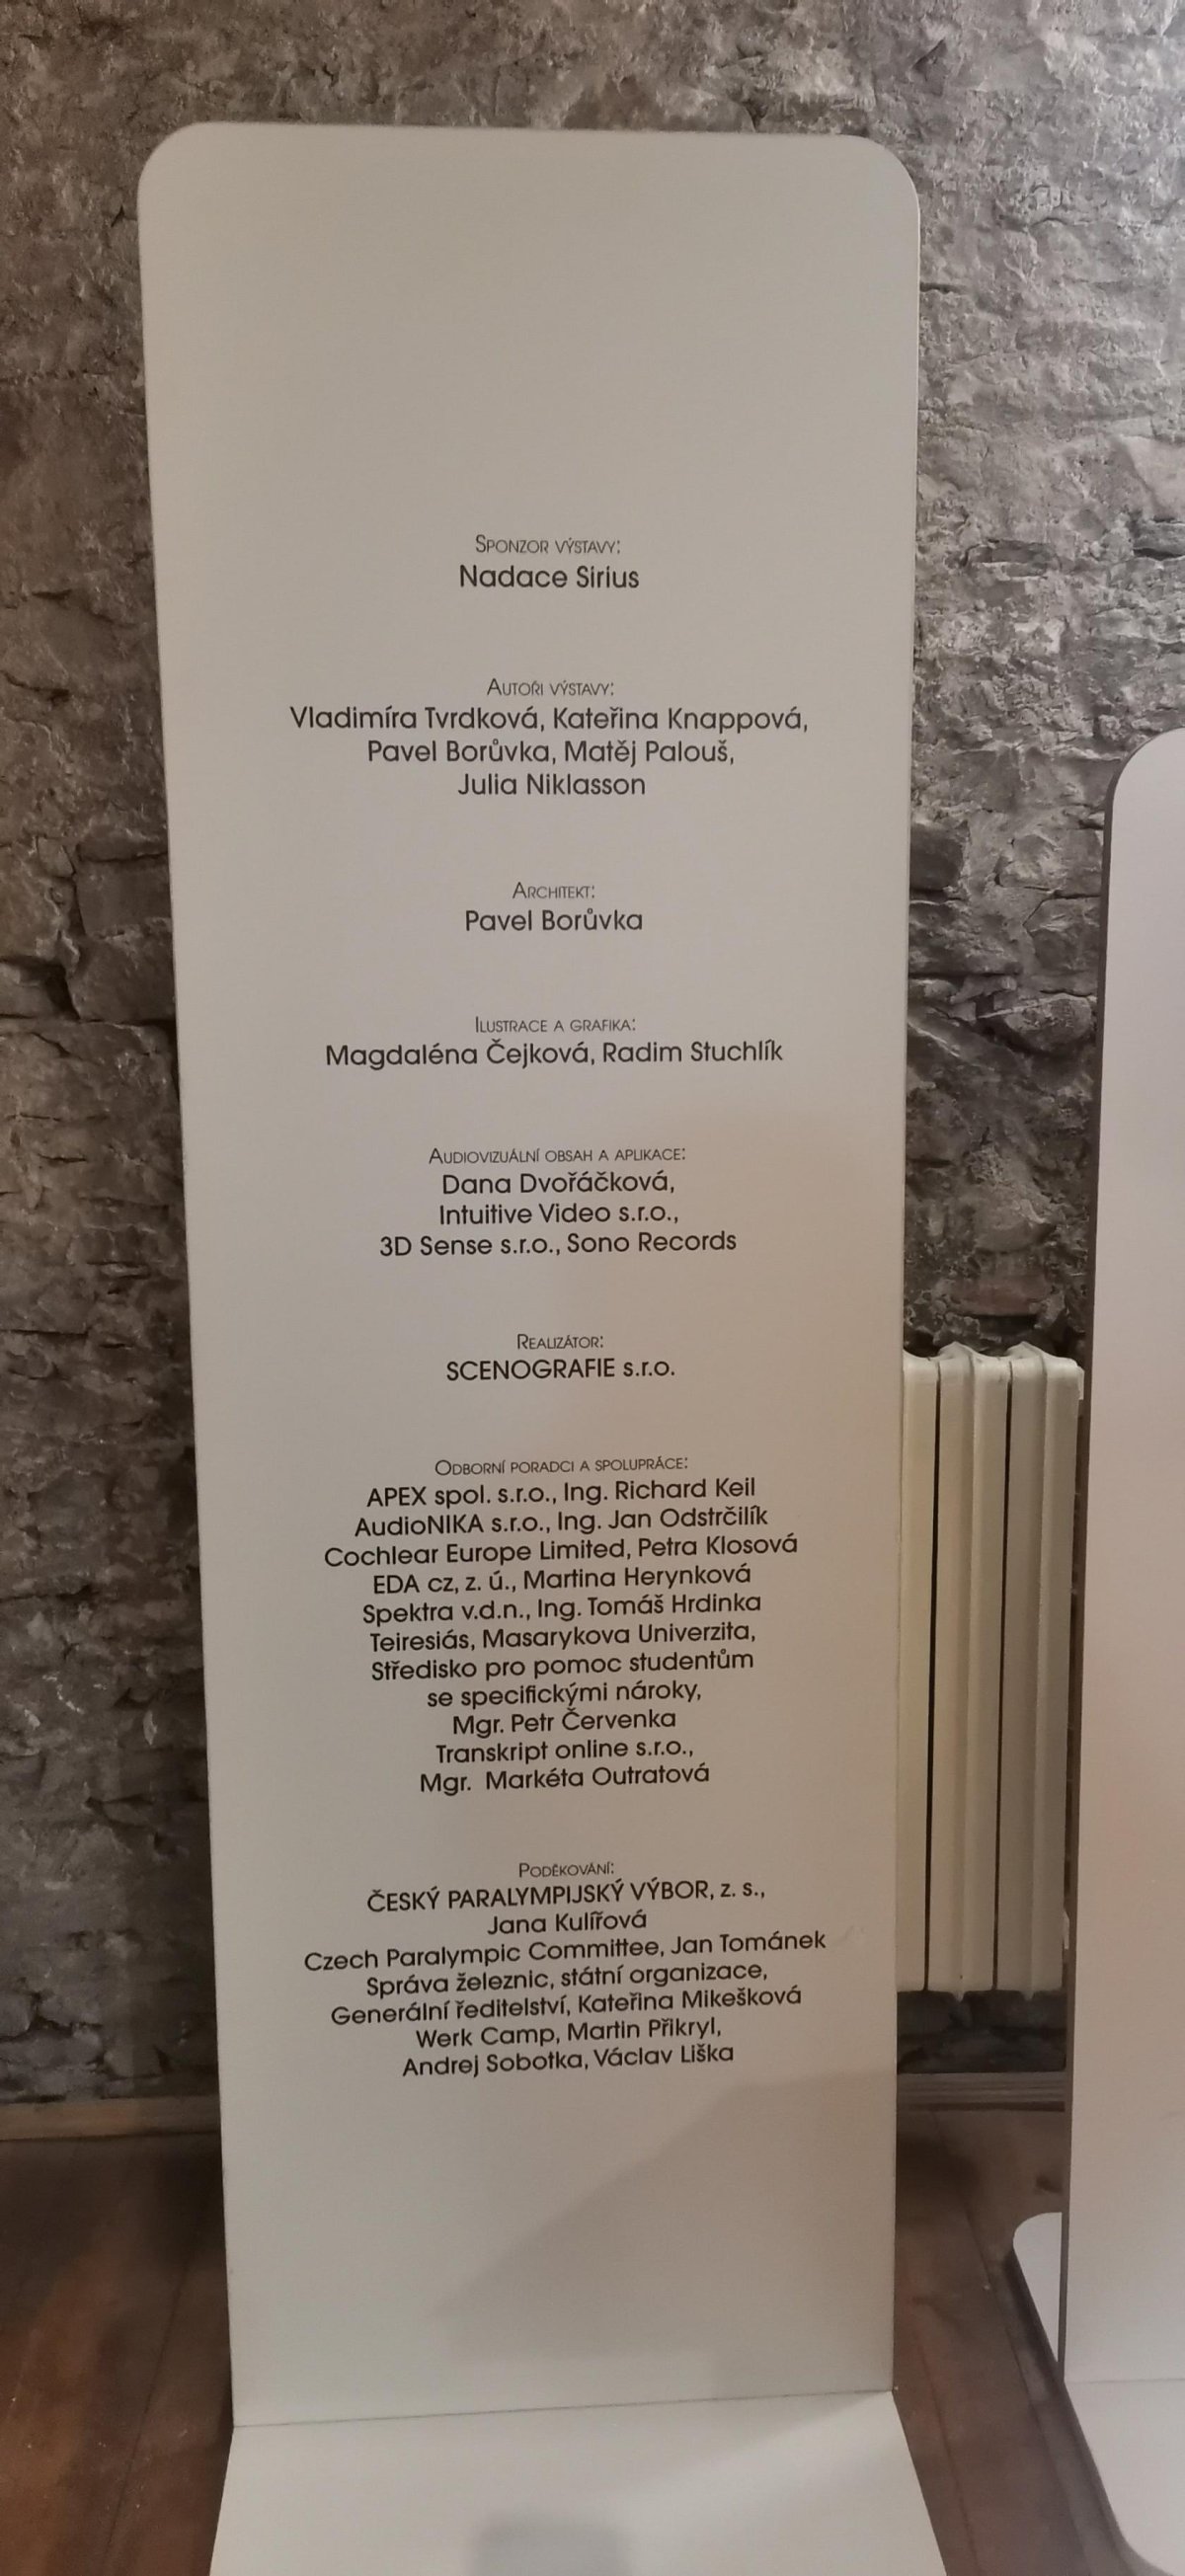 Sponzor výstavy:
Nadace Sirius
Autoři výstavy:
Vladimíra Tvrdková, Kateřina Knappová,
Pavel Borůvka, Matěj Palouš,
Julia Niklasson
Architekt:
Pavel Borůvka
Ilustrace a grafika:
Magdaléna Čejková, Radim Stuchlík
Audiovizuální obsah a aplikace:
Dana Dvořáčková,
Intuitive Video s.r.o.,
3D Sense s.r.o., Sono Records
Realizátor:
SCENOGRAFIE s.r.o.
Odborní poradci a spolupráce:
APEX spol. s.r.o., Ing. Richard Keil
AudioNIKA s.r.o., Ing. Jan Odstrčilík
Cochlear Europe Limited, Petra Klosová
EDA cz, z. ú., Martina Herynková
Spektra v.d.n., Ing. Tomáš Hrdinka
Teiresiás, Masarykova Univerzita,
Středisko pro pomoc studentům
se specifickými nároky,
Mgr. Petr Červenka
Transkript online s.r.o.,
Mgr. Markéta Outratová
Poděkování:
ČESKÝ PARALYMPIJSKÝ VÝBOR, z. s.,
Jana Kulířová
Czech Paralympic Committee, Jan Tománek
Správa železnic, státní organizace,
Generální ředitelství, Kateřina Mikešková
Werk Camp, Martin Přikryl,
Andrej Sobotka, Václav Liška